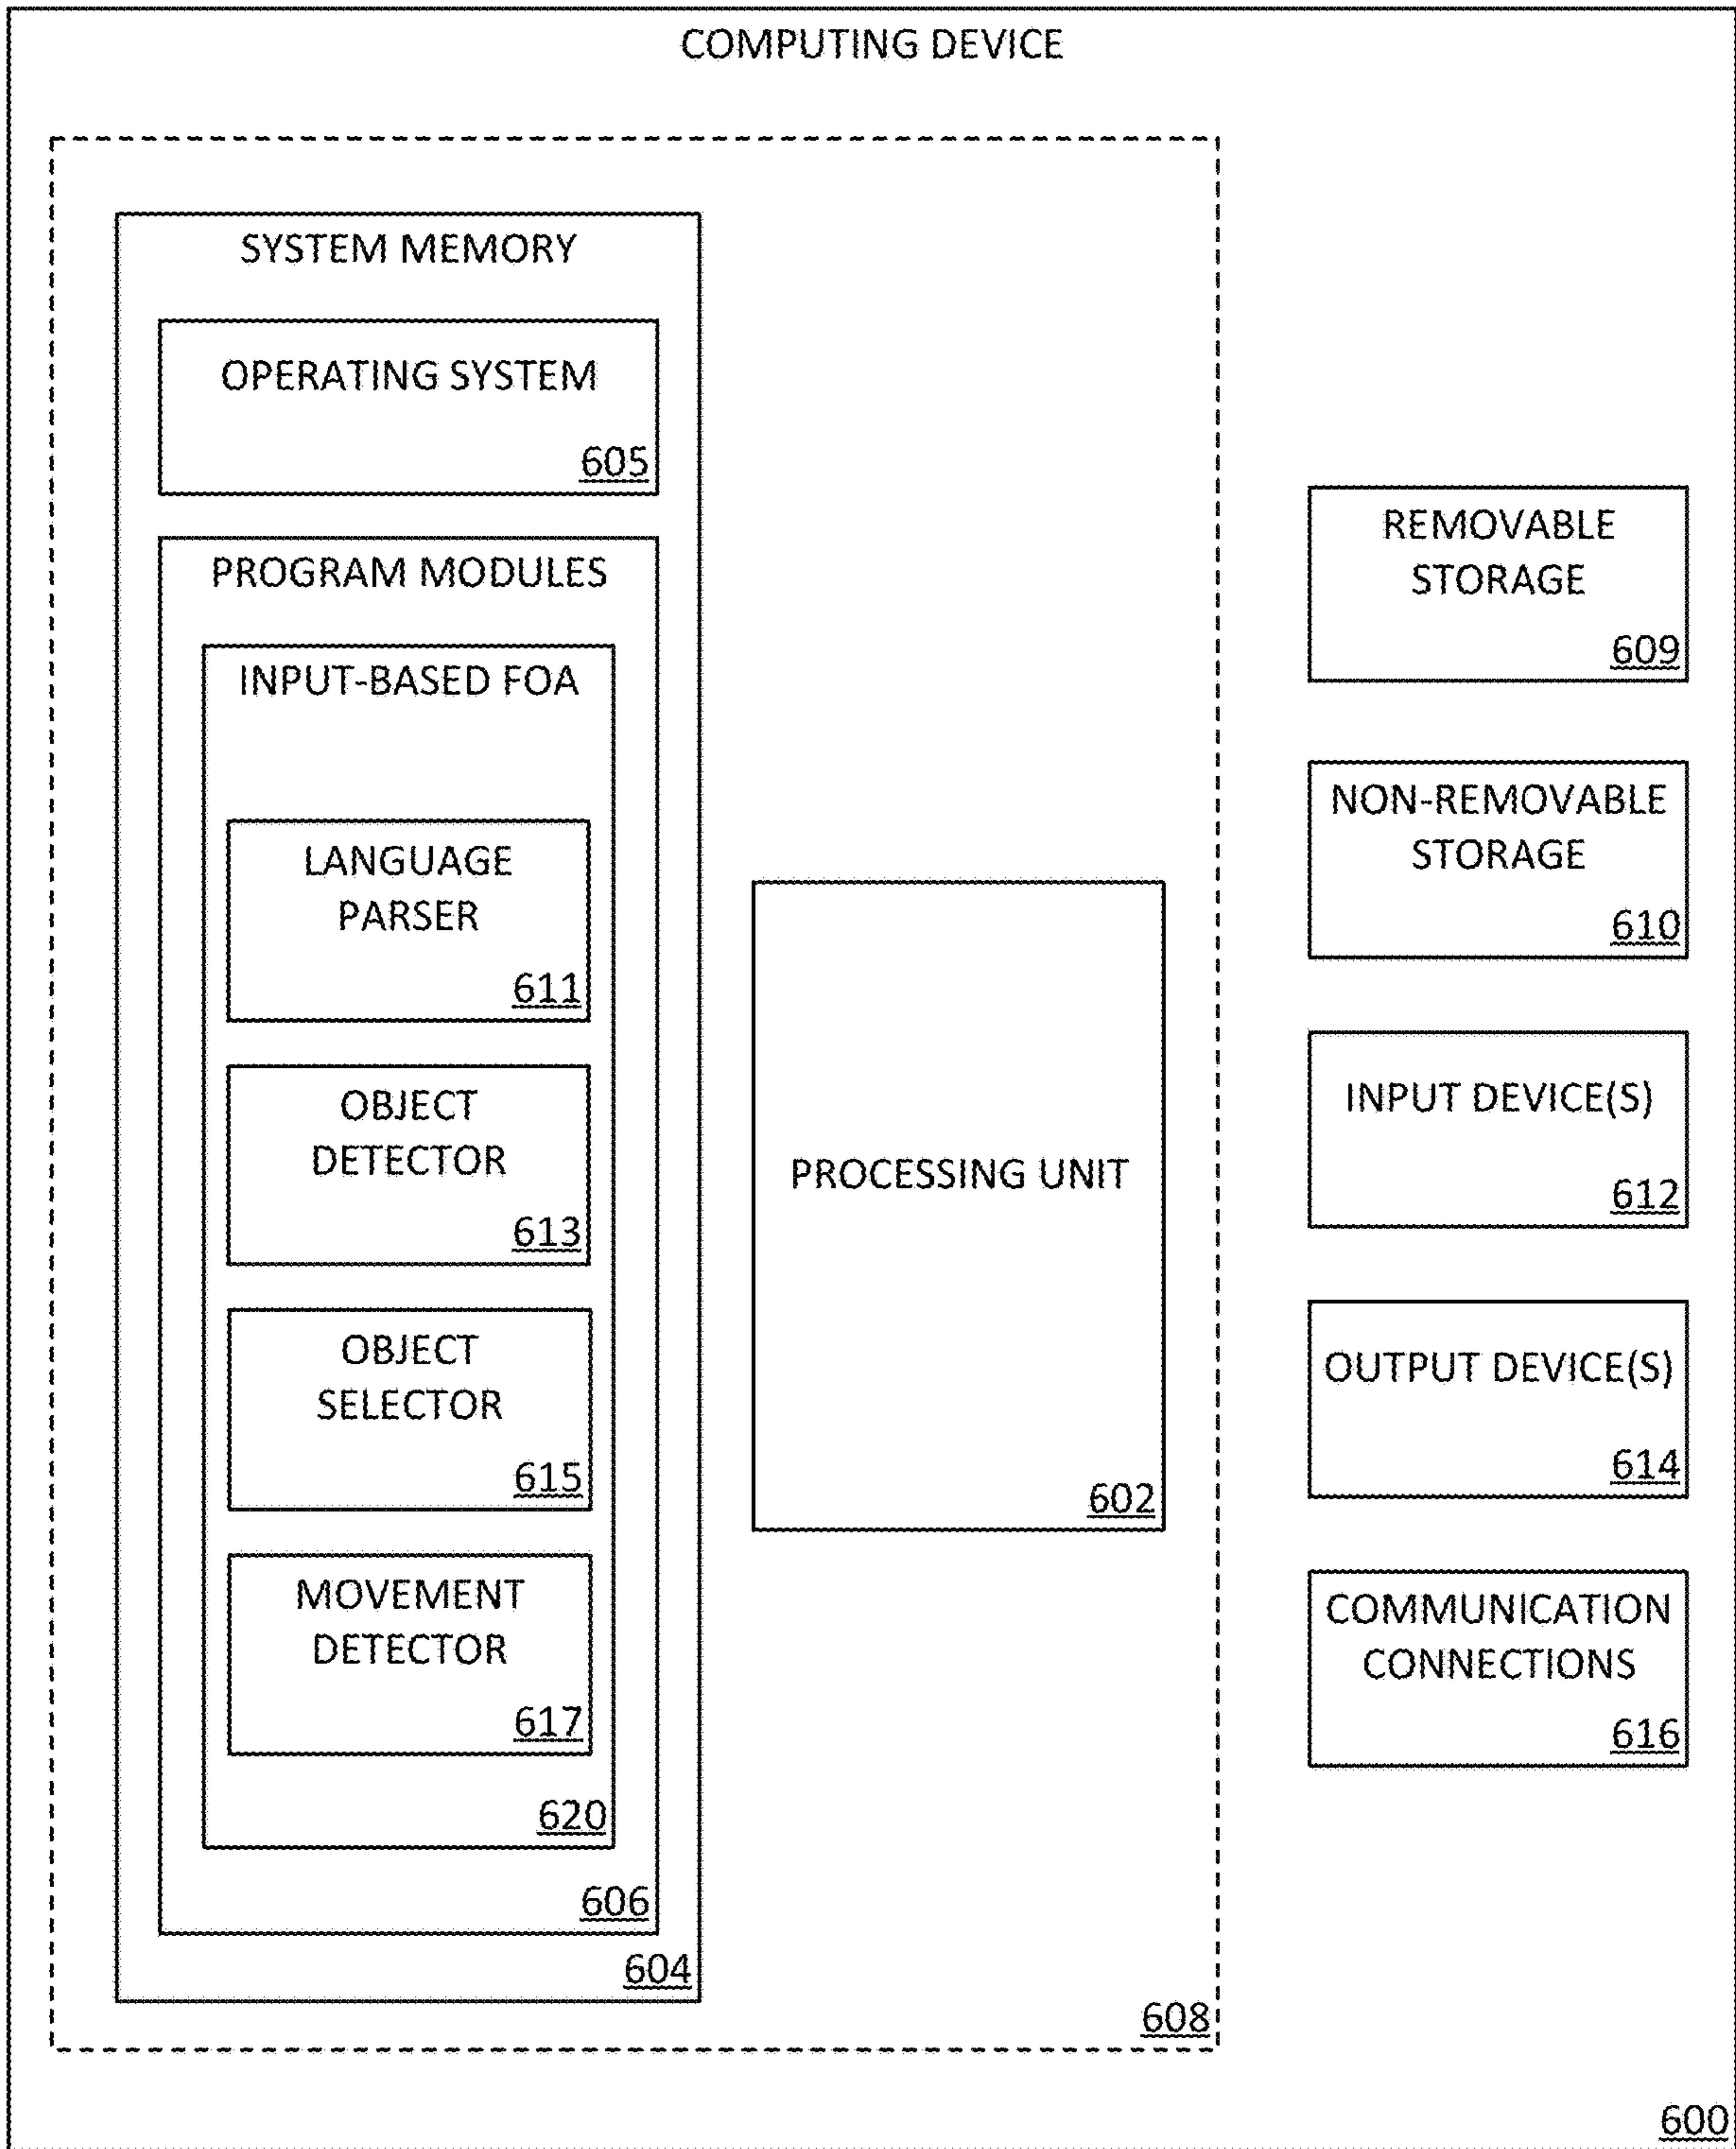 COMPUTING DEVICE
SYSTEM MEMORY
OPERATING SYSTEM
605
PROGRAM MODULES
INPUT-BASED FOA
LANGUAGE
PARSER
611
OBJECT
DETECTOR
613
OBJECT
SELECTOR
615
MOVEMENT
DETECTOR
617
620
606
604
PROCESSING UNIT
602
608
REMOVABLE
STORAGE
609
NON-REMOVABLE
STORAGE
610
INPUT DEVICE(S)
612
OUTPUT DEVICE(S)
614
COMMUNICATION
CONNECTIONS
616
600